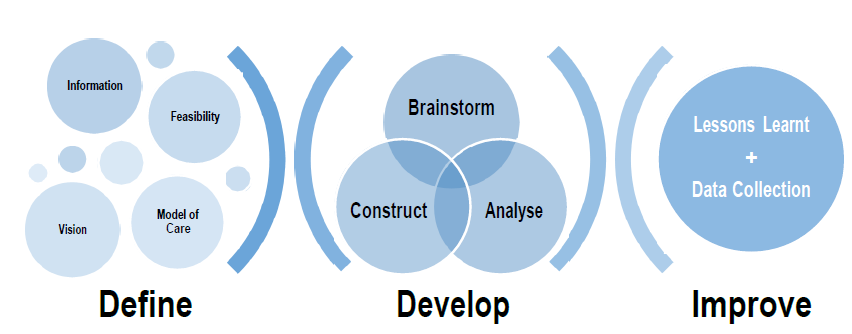 Information
Feasibility
Vision
Model of
Care
Define
Brainstorm
Construct
Analyse
Develop
Lessons Learnt
+
Data Collection
Improve